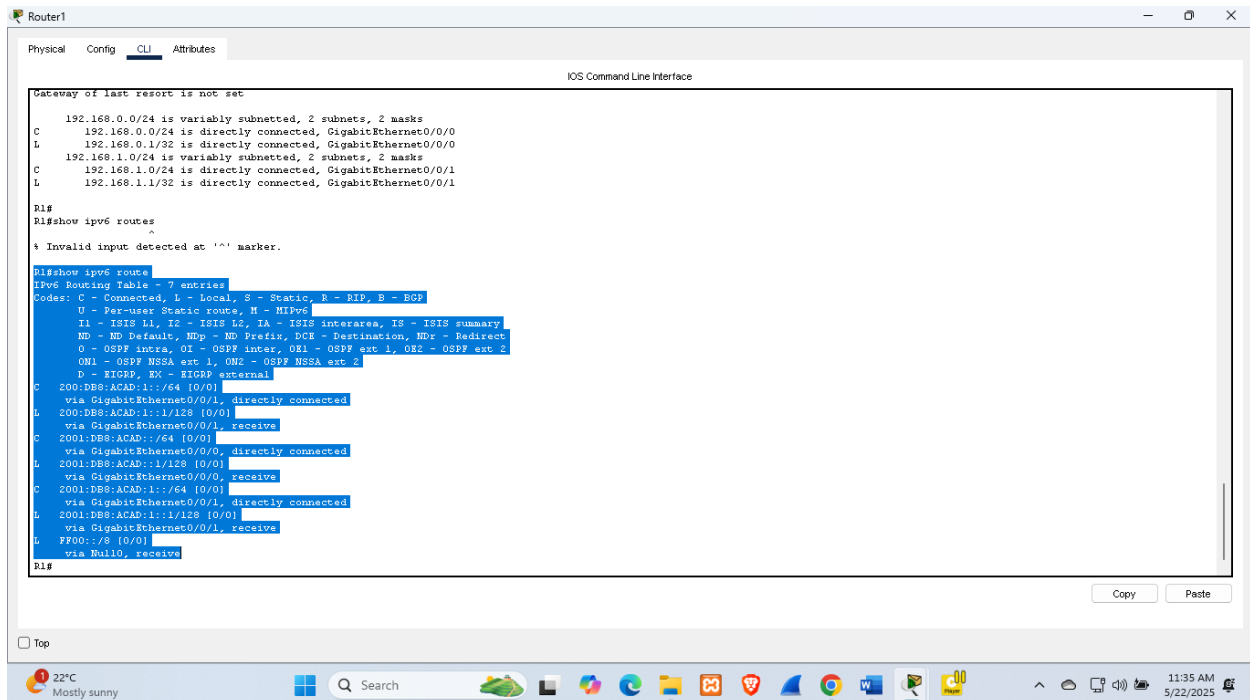 Router1
Physical Config CLI Attributes
IOS Command Line Interface
Gateway of last resort is not set
192.168.0.0/24 is variably subnetted, 2 subnets, 2 masks
C 192.168.0.0/24 is directly connected, GigabitEthernet0/0/0
L 192.168.0.1/32 is directly connected, GigabitEthernet0/0/0
192.168.1.0/24 is variably subnetted, 2 subnets, 2 masks
C 192.168.1.0/24 is directly connected, GigabitEthernet0/0/1
L 192.168.1.1/32 is directly connected, GigabitEthernet0/0/1
R1#
R1#show ipv6 routes
^
% Invalid input detected at '^' marker.
R1#show ipv6 route
IPv6 Routing Table - 7 entries
Codes: C - Connected, L - Local, S - Static, R - RIP, B - BGP
U - Per-user Static route, M - MIPv6
I1 - ISIS L1, I2 - ISIS L2, IA - ISIS interarea, IS - ISIS summary
ND - ND Default, NDp - ND Prefix, DCE - Destination, NDr - Redirect
O - OSPF intra, OI - OSPF inter, OE1 - OSPF ext 1, OE2 - OSPF ext 2
ON1 - OSPF NSSA ext 1, ON2 - OSPF NSSA ext 2
D - EIGRP, EX - EIGRP external
C 200:DB8:ACAD:1::/64 [0/0]
via GigabitEthernet0/0/1, directly connected
L 200:DB8:ACAD:1::1/128 [0/0]
via GigabitEthernet0/0/1, receive
C 2001:DB8:ACAD::/64 [0/0]
via GigabitEthernet0/0/0, directly connected
L 2001:DB8:ACAD::1/128 [0/0]
via GigabitEthernet0/0/0, receive
C 2001:DB8:ACAD:1::/64 [0/0]
via GigabitEthernet0/0/1, directly connected
L 2001:DB8:ACAD:1::1/128 [0/0]
via GigabitEthernet0/0/1, receive
L FF00::/8 [0/0]
via Null0, receive
R1#
Copy Paste
Top
1
22°C
Mostly sunny
Search
Player
11:35 AM
5/22/2025